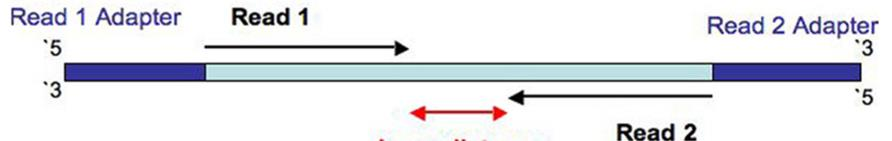 Read 1 Adapter
Read 1
Read 2 Adapter
`5
`3
`3
`5
Read 2